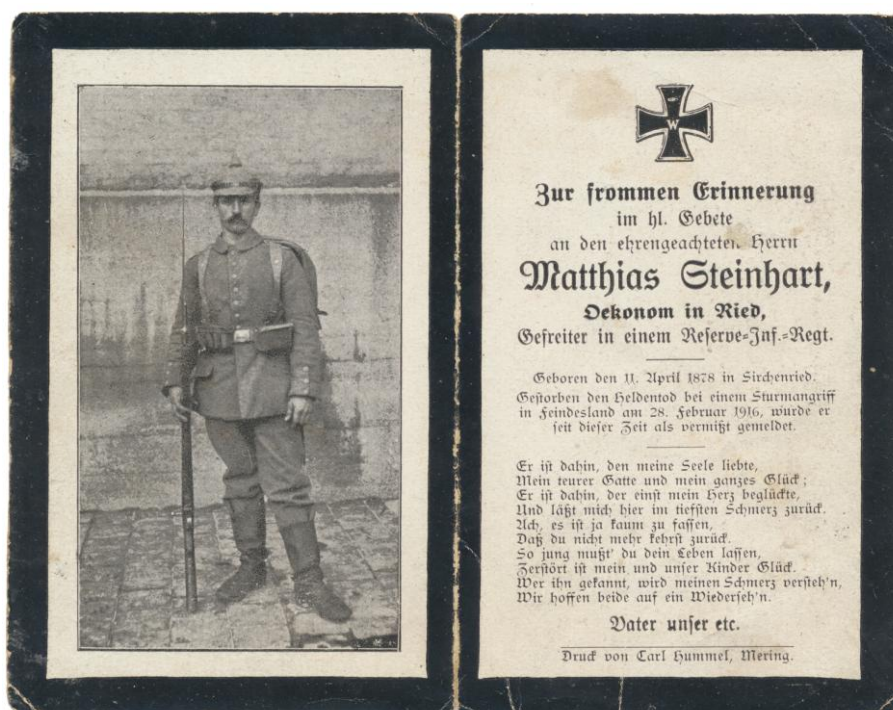 W
Zur frommen Erinnerung
im hl. Gebete
an den ehrengeachteten Herrn
Matthias Steinhart,
Oekonom in Ried,
Gefreiter in einem Reserve-Inf.-Regt.
Geboren den 11. April 1878 in Sirchenried.
Gestorben den Heldentod bei einem Sturmangriff
in Feindesland am 28. Februar 1916, wurde er
seit dieser Zeit als vermißt gemeldet.
Er ist dahin, den meine Seele liebte,
Mein teurer Gatte und mein ganzes Glück;
Er ist dahin, der einst mein Herz beglückte,
Und läßt mich hier im tiefsten Schmerz zurück.
Ach, es ist ja kaum zu fassen,
Daß du nicht mehr kehrst zurück.
So jung mußt' du dein Leben lassen,
Zerstört ist mein und unser Kinder Glück.
Wer ihn gekannt, wird meinen Schmerz versteh'n,
Wir hoffen beide auf ein Wiederseh'n.
Vater unser etc.
Druck von Carl Hummel, Mering.